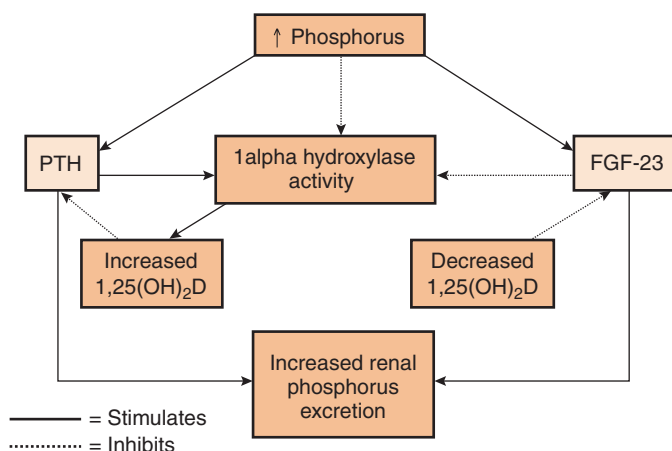 ↑ Phosphorus
PTH
1alpha hydroxylase
activity
FGF-23
Increased
1,25(OH)₂D
Decreased
1,25(OH)₂D
Increased renal
phosphorus
excretion
= Stimulates
= Inhibits